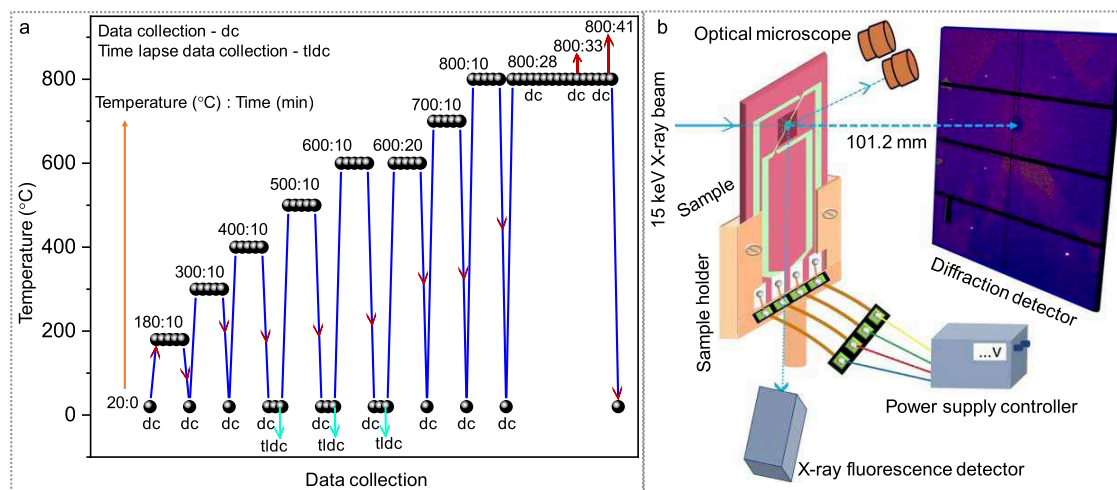 a
Data collection - dc
Time lapse data collection - tldc
Temperature (°C) : Time (min)
Temperature (°C)
800
600
400
200
0
20:0
180:10
300:10
400:10
500:10
600:10
600:20
700:10
800:10
800:28
800:33
800:41
dc
dc
dc
dc
dc
dc
dc
dc
dc
dc
dc
dc
tldc
tldc
tldc
Data collection
b
Optical microscope
15 keV X-ray beam
101.2 mm
Sample
Sample holder
Diffraction detector
...V
Power supply controller
X-ray fluorescence detector